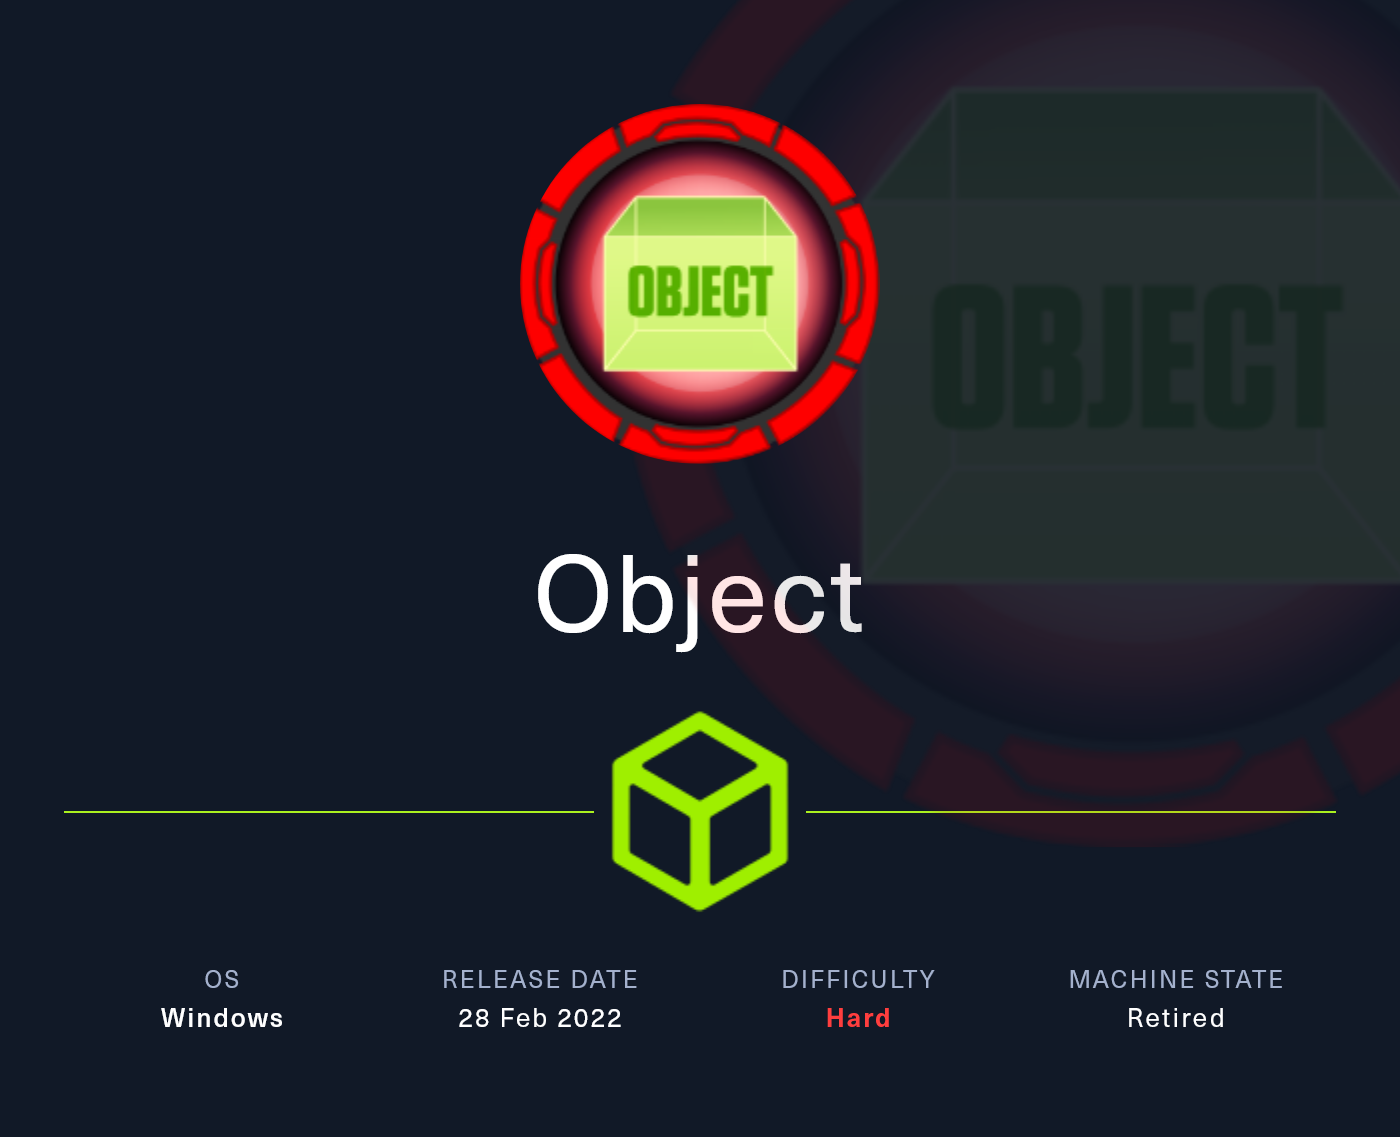 OBJECT
OBJECT
Object
OS
Windows
RELEASE DATE
28 Feb 2022
DIFFICULTY
Hard
MACHINE STATE
Retired